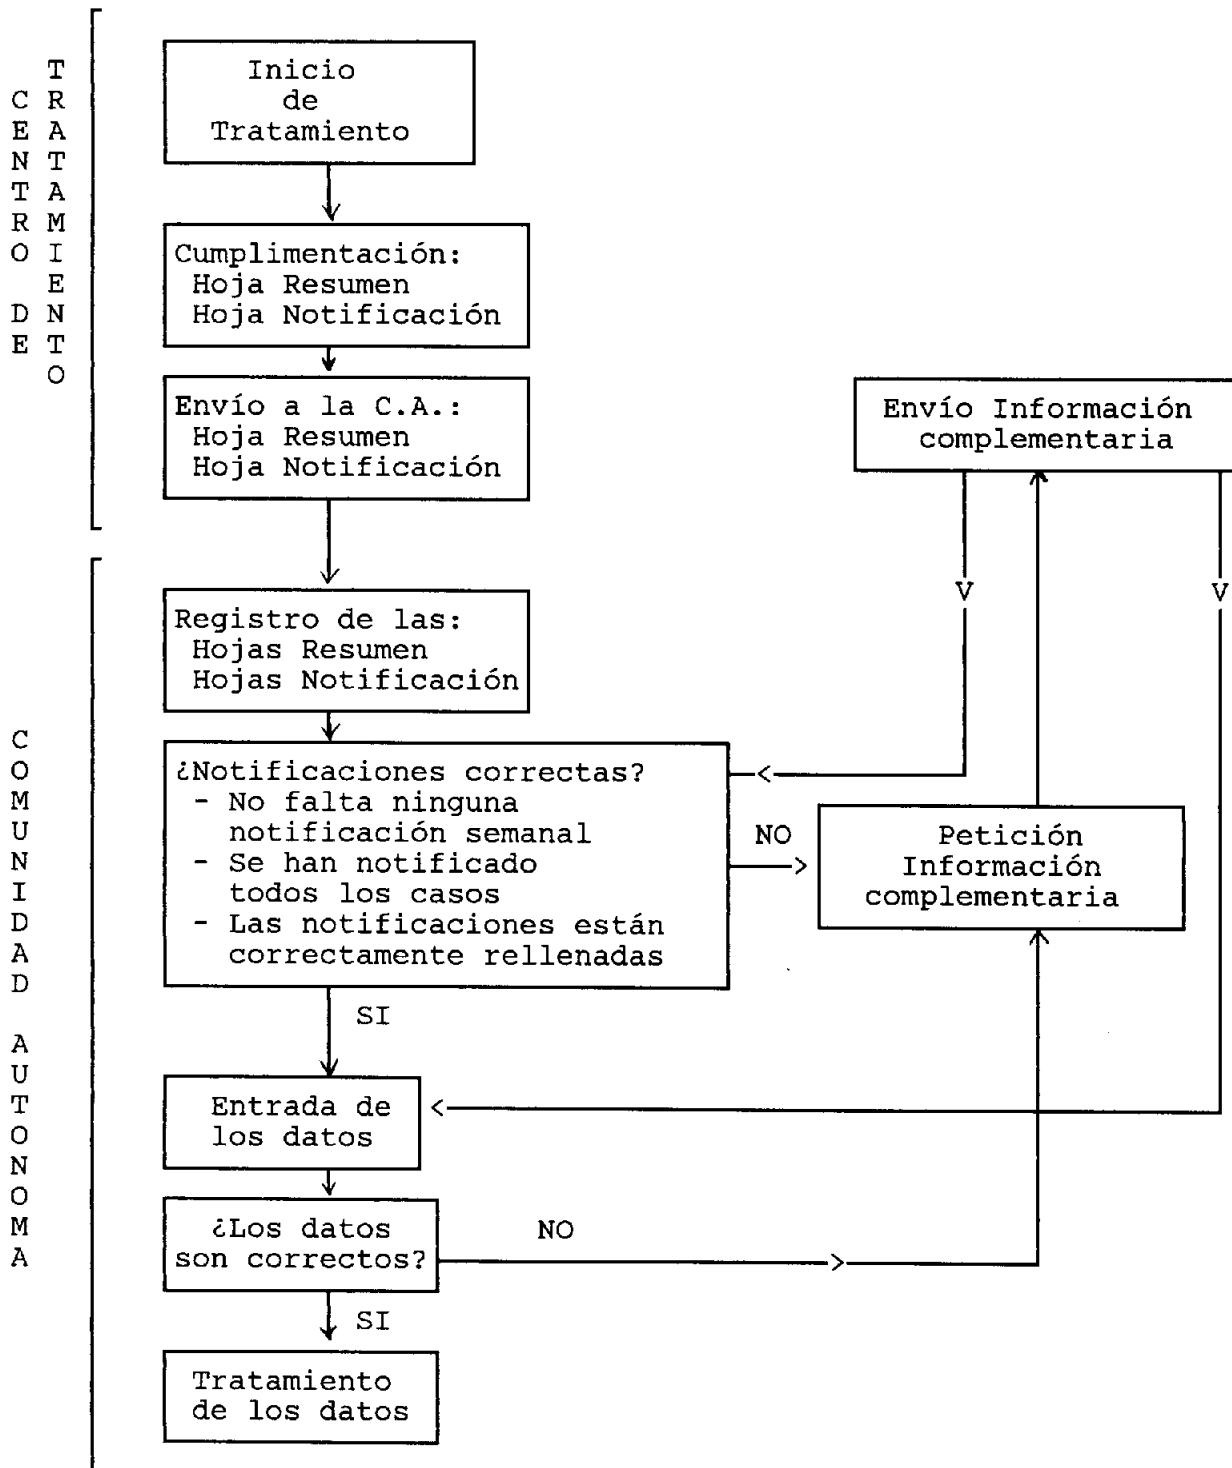 CENTRO DE
TRATAMIENTO
Inicio
de
Tratamiento
Cumplimentación:
Hoja Resumen
Hoja Notificación
Envío a la C.A.:
Hoja Resumen
Hoja Notificación
Envío Información
complementaria
V
V
COMUNIDAD AUTONOMA
Registro de las:
Hojas Resumen
Hojas Notificación
¿Notificaciones correctas?
- No falta ninguna
notificación semanal
- Se han notificado
todos los casos
- Las notificaciones están
correctamente rellenadas
<
NO
>
Petición
Información
complementaria
SI
Entrada de
los datos
<
¿Los datos
son correctos?
NO
>
SI
Tratamiento
de los datos